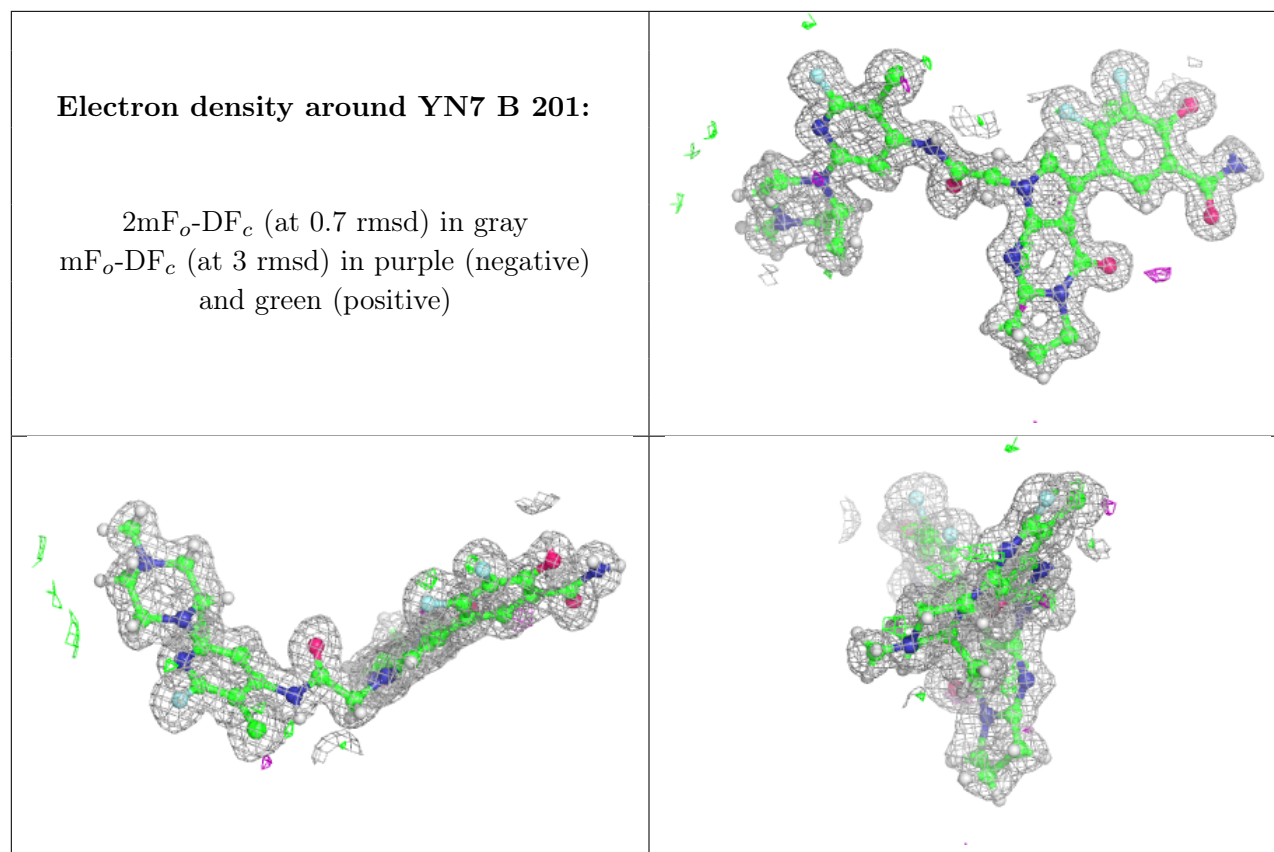 Electron density around YN7 B 201:
2mFo-DFc (at 0.7 rmsd) in gray
mFo-DFc (at 3 rmsd) in purple (negative)
and green (positive)